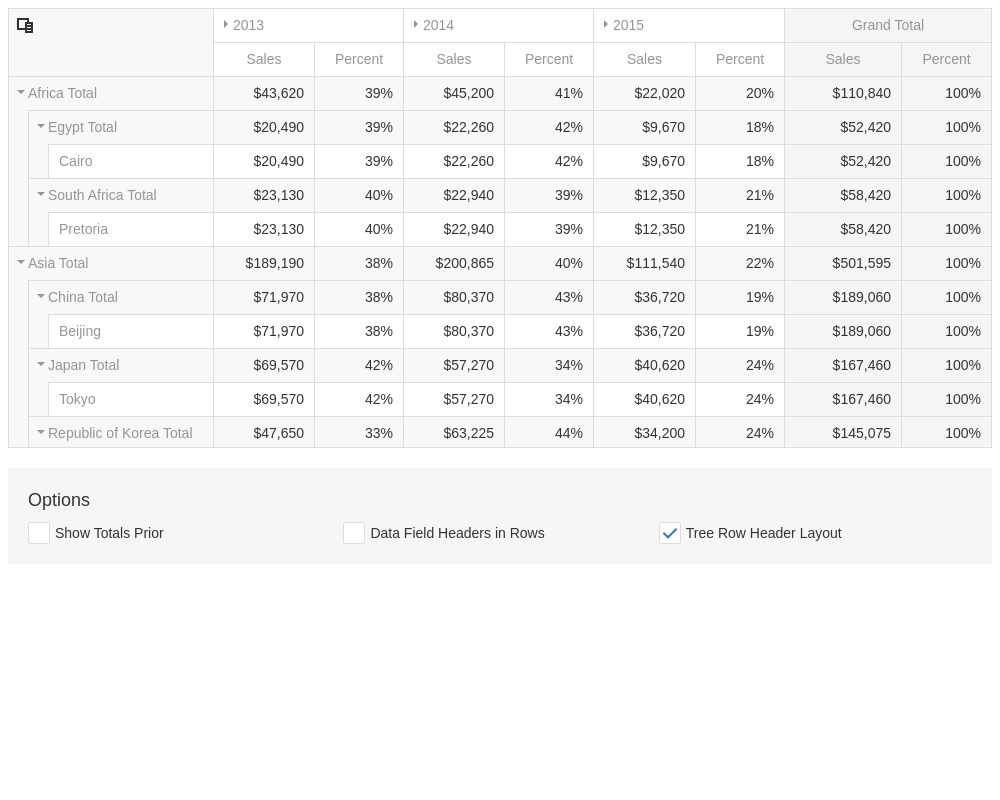 2013 2014 2015 Grand Total
Sales Percent Sales Percent Sales Percent Sales Percent
Africa Total $43,620 39% $45,200 41% $22,020 20% $110,840 100%
Egypt Total $20,490 39% $22,260 42% $9,670 18% $52,420 100%
Cairo $20,490 39% $22,260 42% $9,670 18% $52,420 100%
South Africa Total $23,130 40% $22,940 39% $12,350 21% $58,420 100%
Pretoria $23,130 40% $22,940 39% $12,350 21% $58,420 100%
Asia Total $189,190 38% $200,865 40% $111,540 22% $501,595 100%
China Total $71,970 38% $80,370 43% $36,720 19% $189,060 100%
Beijing $71,970 38% $80,370 43% $36,720 19% $189,060 100%
Japan Total $69,570 42% $57,270 34% $40,620 24% $167,460 100%
Tokyo $69,570 42% $57,270 34% $40,620 24% $167,460 100%
Republic of Korea Total $47,650 33% $63,225 44% $34,200 24% $145,075 100%
Options
Show Totals Prior Data Field Headers in Rows Tree Row Header Layout